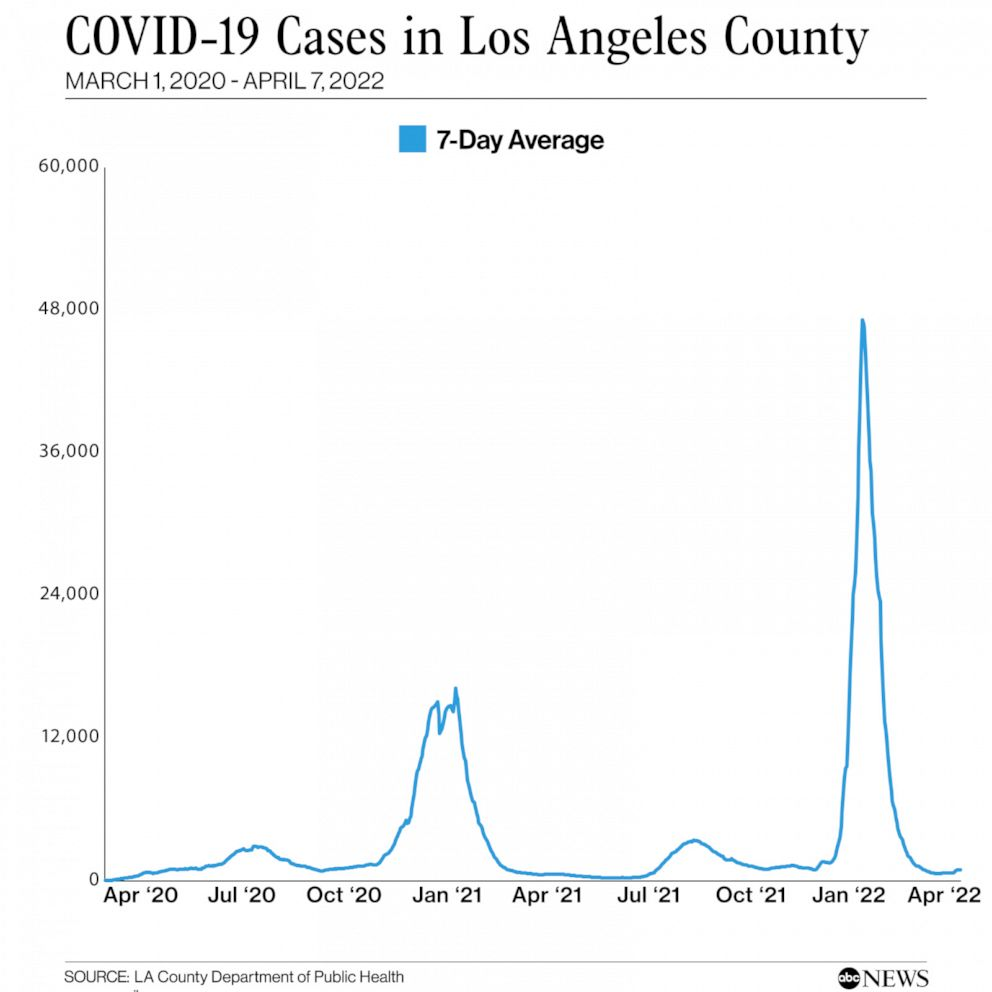 COVID-19 Cases in Los Angeles County
MARCH 1, 2020 - APRIL 7, 2022
7-Day Average
60,000
48,000
36,000
24,000
12,000
0
Apr '20 Jul '20 Oct '20 Jan '21 Apr '21 Jul '21 Oct '21 Jan '22 Apr '22
SOURCE: LA County Department of Public Health
abc NEWS